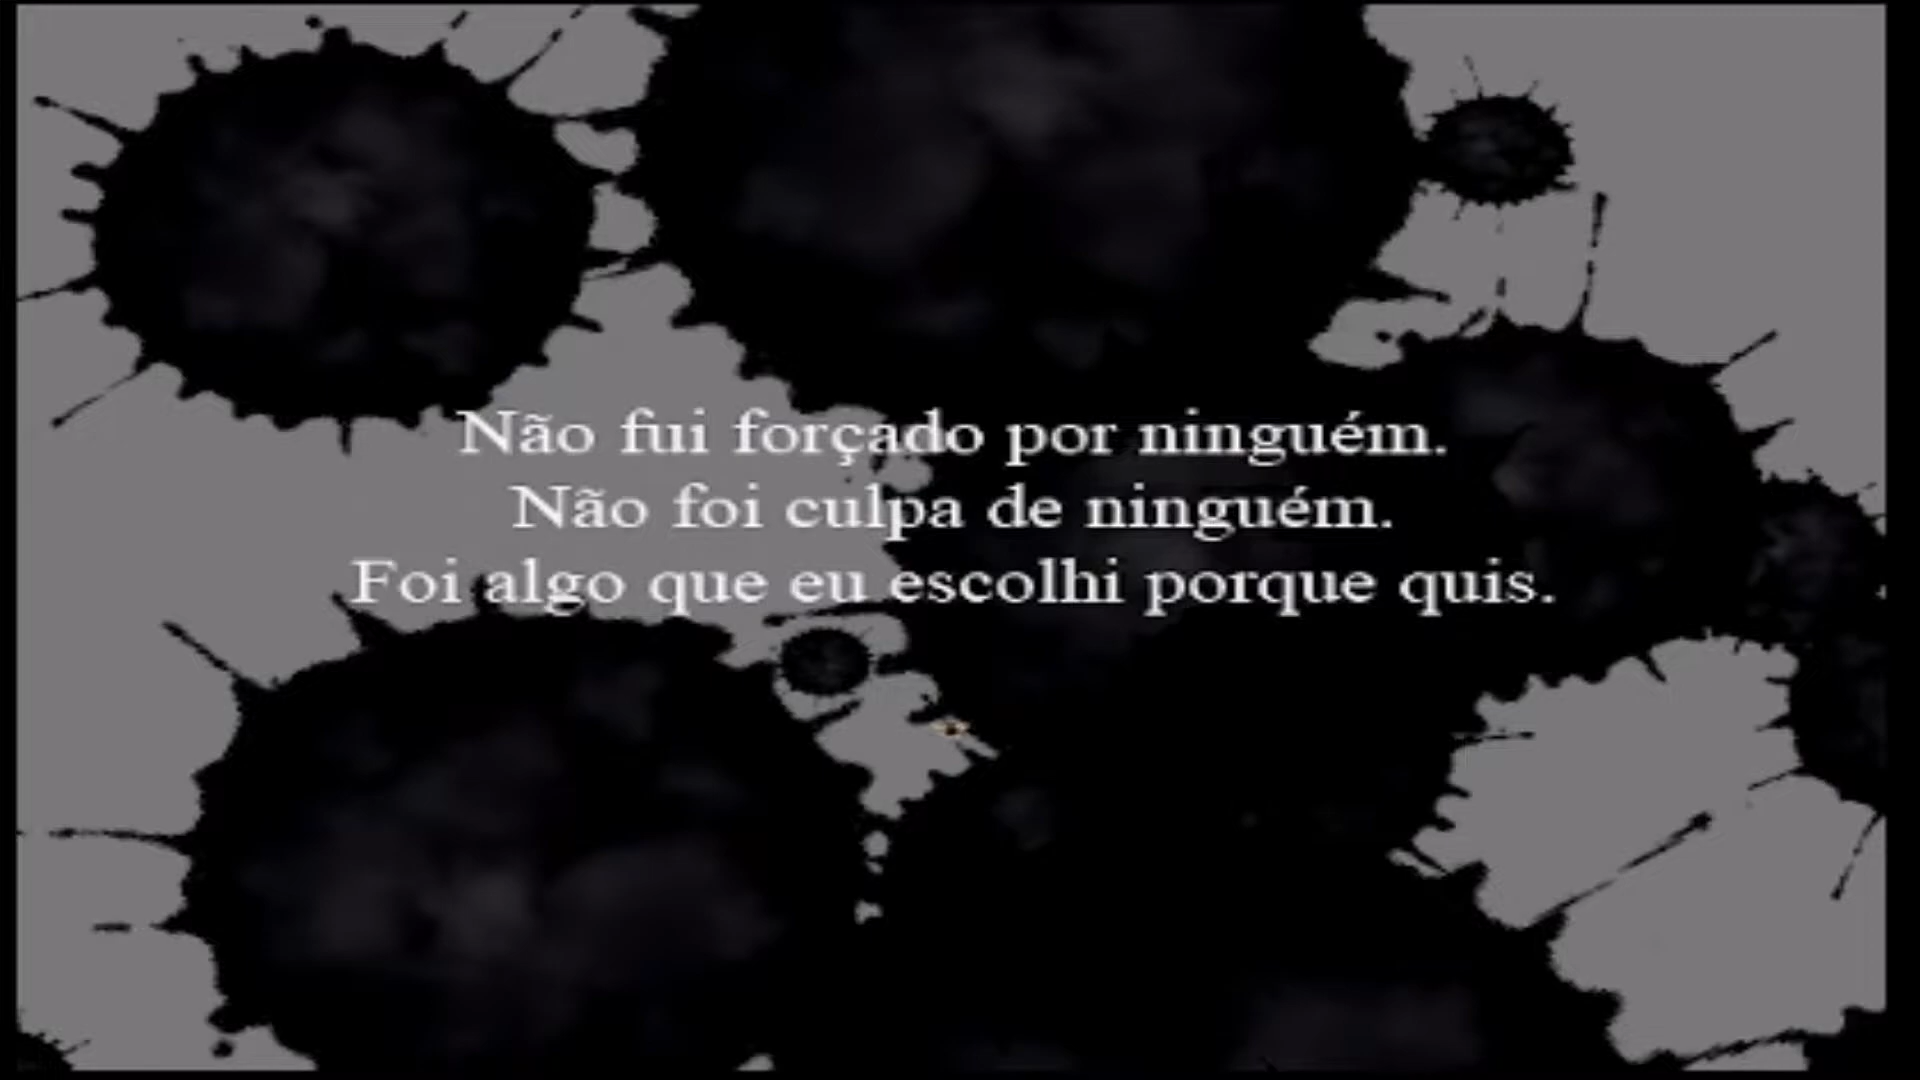 Não fui forçado por ninguém.
Não foi culpa de ninguém.
Foi algo que eu escolhi porque quis.